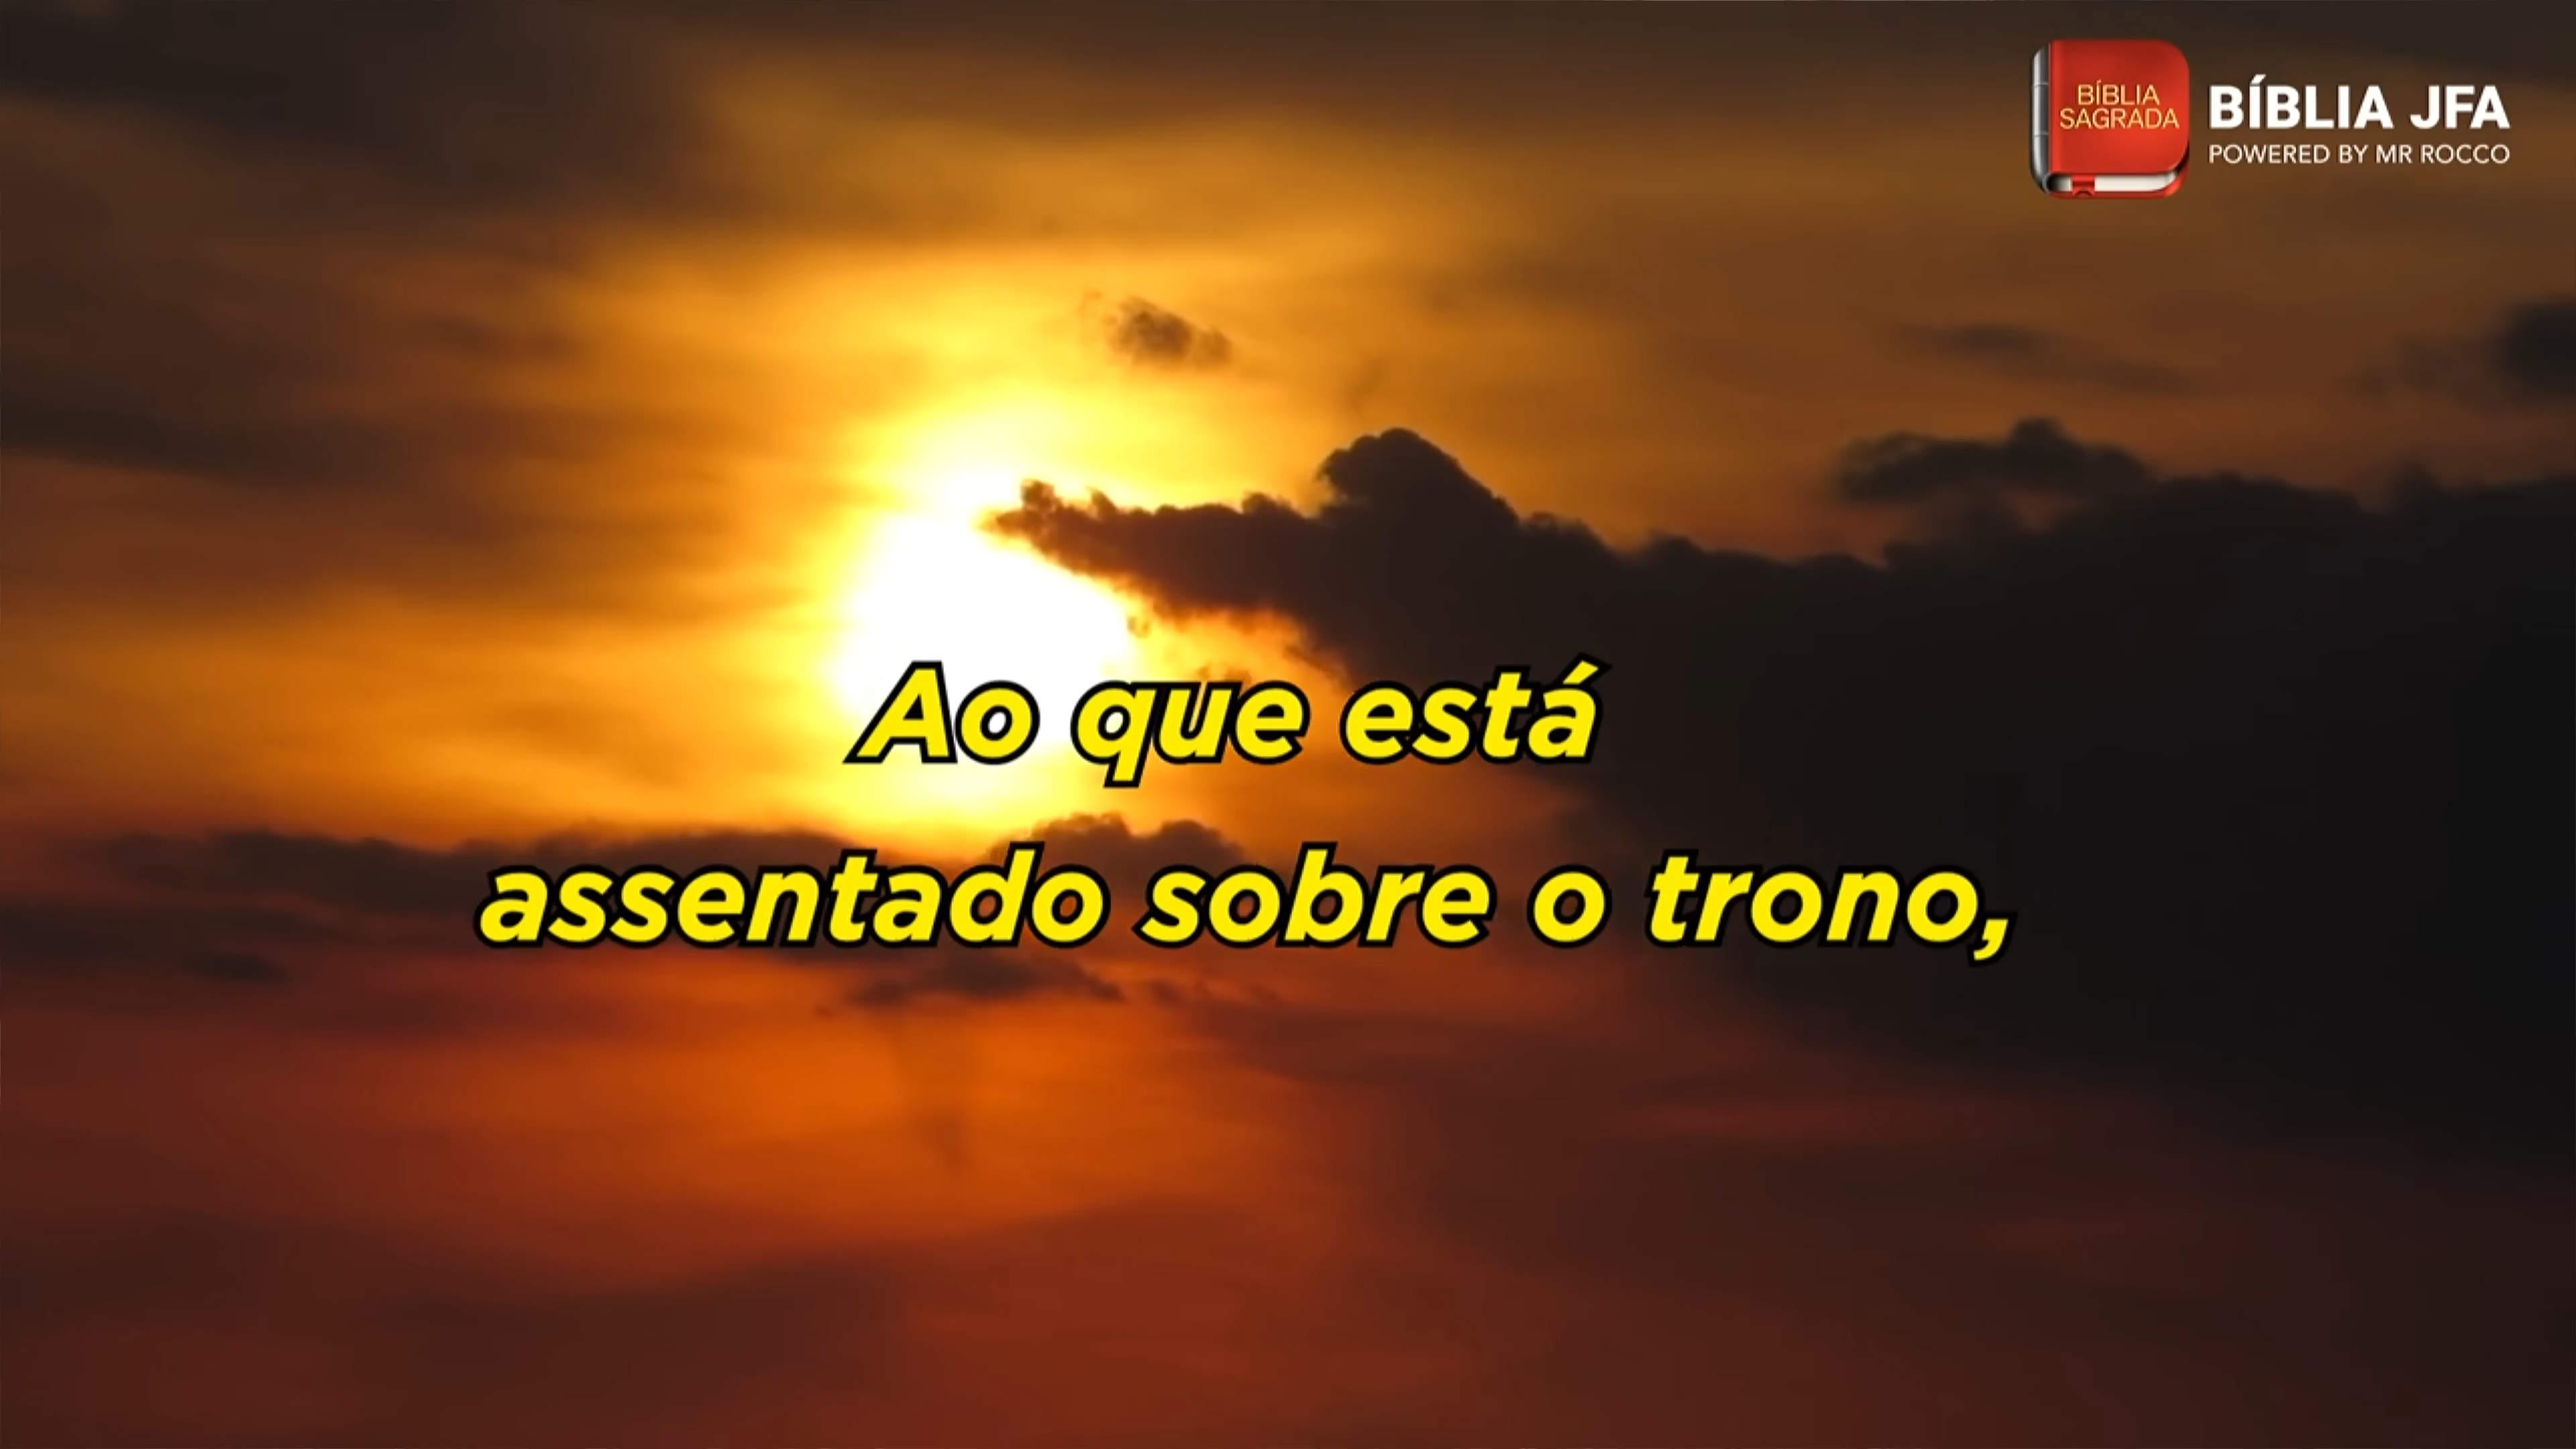 BÍBLIA
SAGRADA
BÍBLIA JFA
POWERED BY MR ROCCO
Ao que está
assentado sobre o trono,